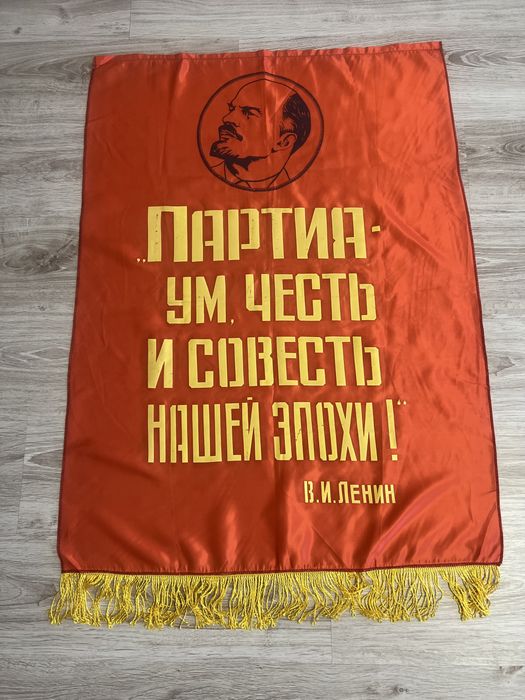 „ПАРТИЯ-
УМ, ЧЕСТЬ
И СОВЕСТЬ
НАШЕЙ ЭПОХИ!"
В.И.ЛЕНИН